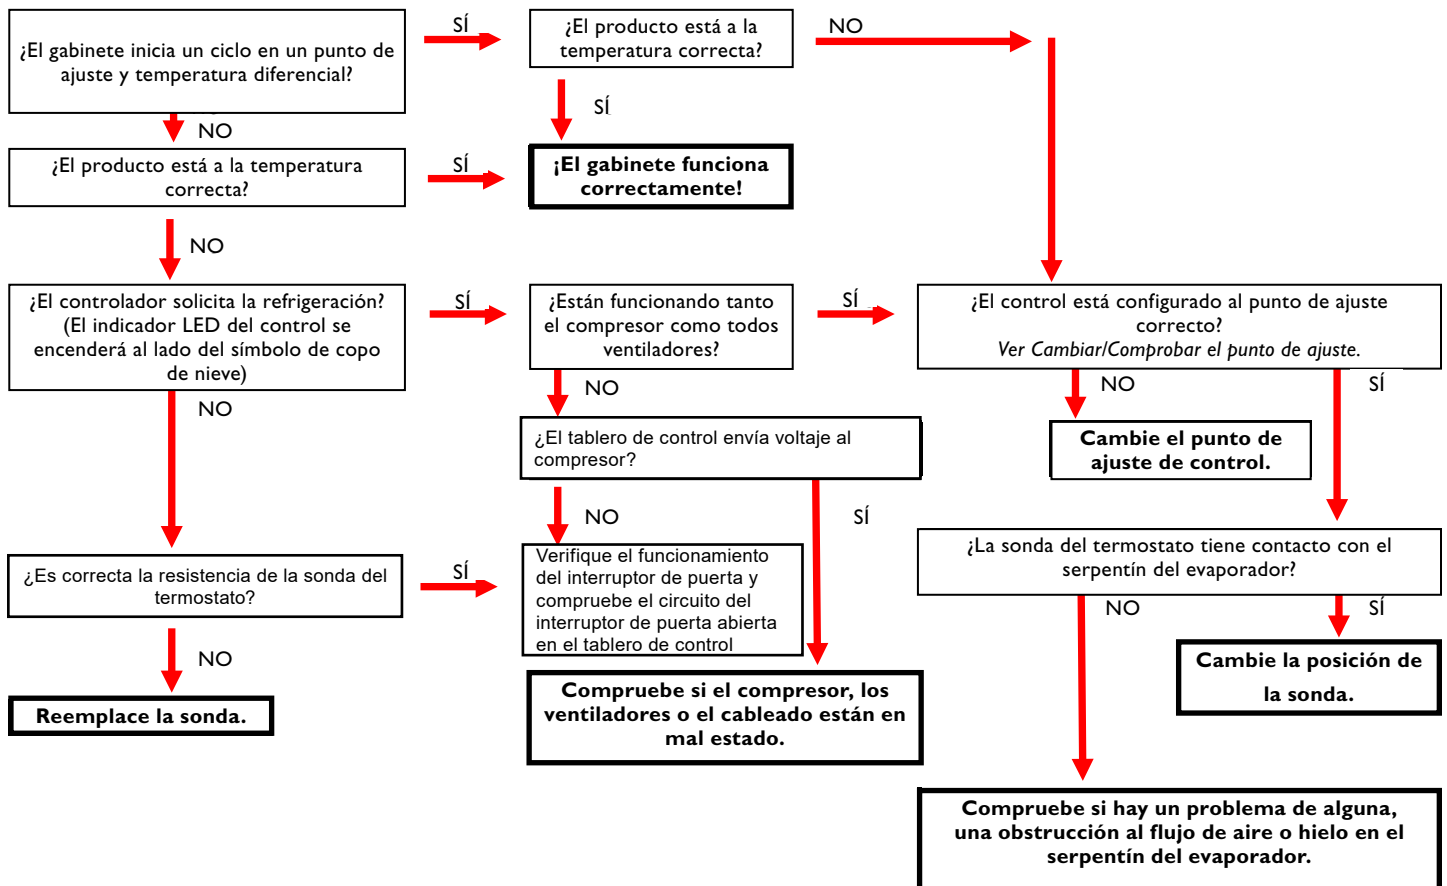 ¿El gabinete inicia un ciclo en un punto de
ajuste y temperatura diferencial?
SÍ
¿El producto está a la
temperatura correcta?
NO
NO
SÍ
¿El producto está a la temperatura
correcta?
SÍ
¡El gabinete funciona
correctamente!
NO
¿El controlador solicita la refrigeración?
(El indicador LED del control se
encenderá al lado del símbolo de copo
de nieve)
SÍ
¿Están funcionando tanto
el compresor como todos
ventiladores?
SÍ
¿El control está configurado al punto de ajuste
correcto?
Ver Cambiar/Comprobar el punto de ajuste.
NO
NO
NO
SÍ
¿El tablero de control envía voltaje al
compresor?
Cambie el punto de
ajuste de control.
NO
SÍ
¿Es correcta la resistencia de la sonda del
termostato?
SÍ
Verifique el funcionamiento
del interruptor de puerta y
compruebe el circuito del
interruptor de puerta abierta
en el tablero de control
¿La sonda del termostato tiene contacto con el
serpentín del evaporador?
NO
NO
SÍ
Reemplace la sonda.
Compruebe si el compresor, los
ventiladores o el cableado están en
mal estado.
Cambie la posición de
la sonda.
Compruebe si hay un problema de alguna,
una obstrucción al flujo de aire o hielo en el
serpentín del evaporador.